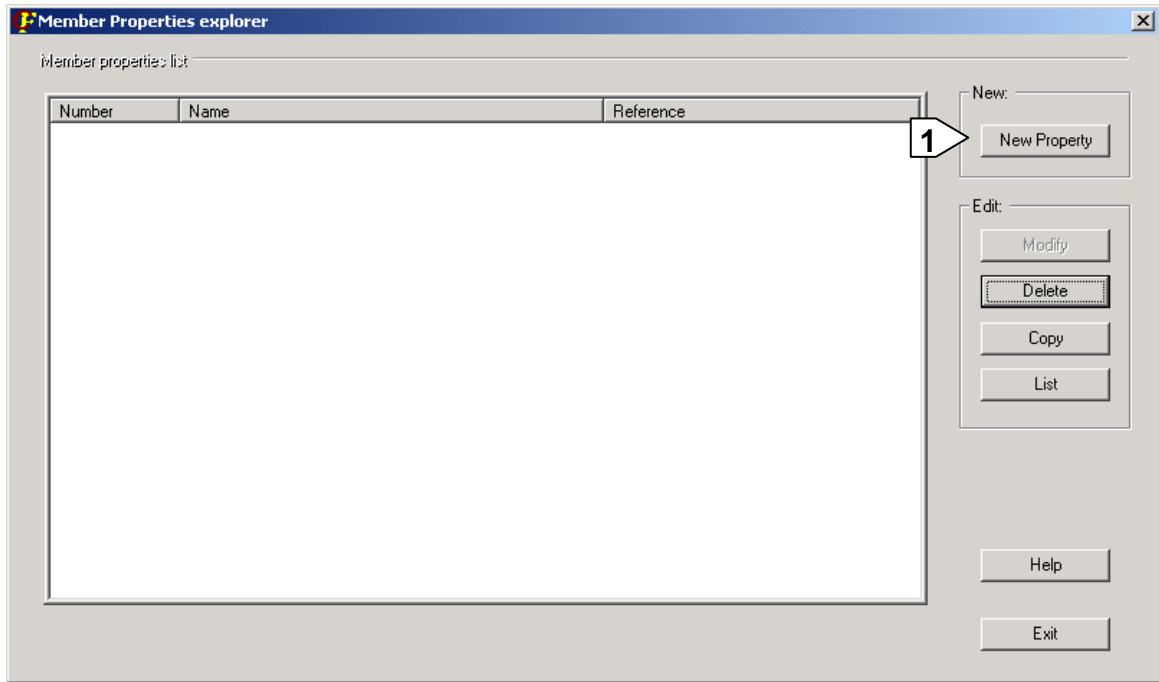 Member Properties explorer
Member properties list
Number Name Reference
New:
1
New Property
Edit:
Modify
Delete
Copy
List
Help
Exit